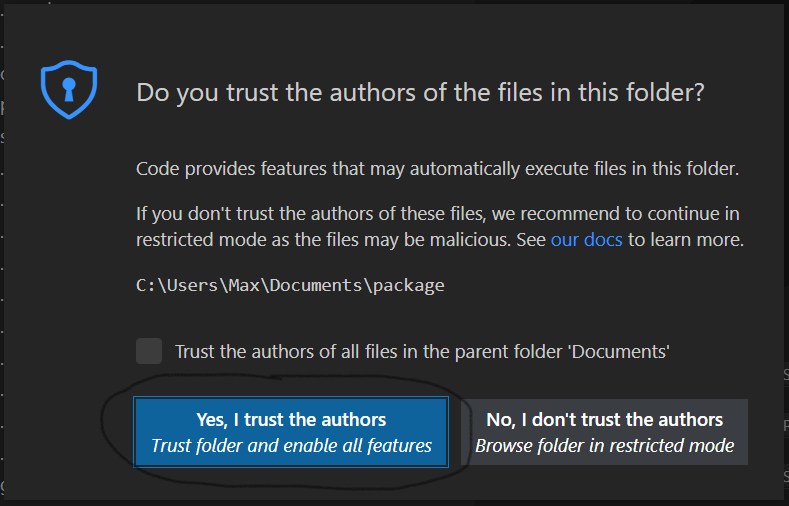 Do you trust the authors of the files in this folder?
Code provides features that may automatically execute files in this folder.
If you don't trust the authors of these files, we recommend to continue in
restricted mode as the files may be malicious. See our docs to learn more.
C:\Users\Max\Documents\package
Trust the authors of all files in the parent folder 'Documents'
Yes, I trust the authors
Trust folder and enable all features
No, I don't trust the authors
Browse folder in restricted mode